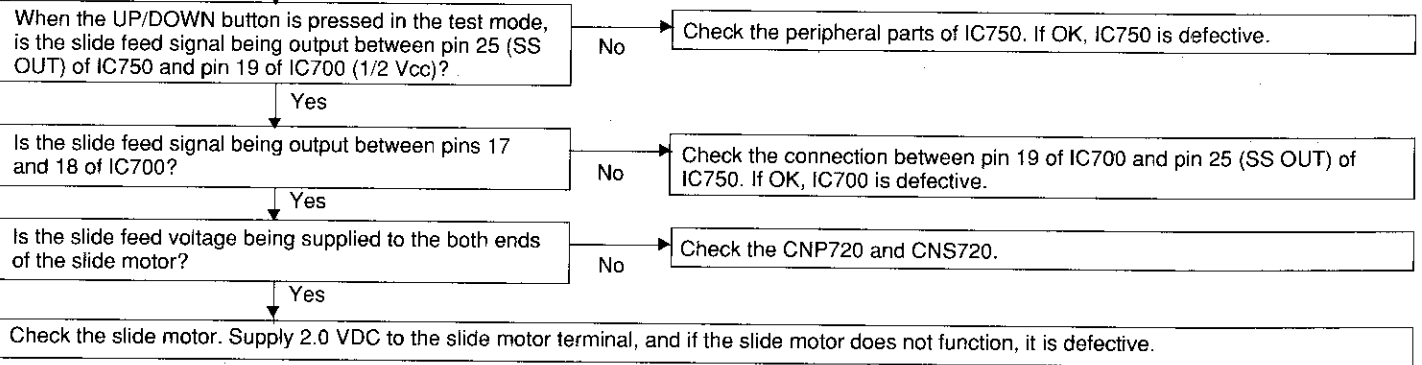 When the UP/DOWN button is pressed in the test mode,
is the slide feed signal being output between pin 25 (SS
OUT) of IC750 and pin 19 of IC700 (1/2 Vcc)?
No
Check the peripheral parts of IC750. If OK, IC750 is defective.
Yes
Is the slide feed signal being output between pins 17
and 18 of IC700?
No
Check the connection between pin 19 of IC700 and pin 25 (SS OUT) of
IC750. If OK, IC700 is defective.
Yes
Is the slide feed voltage being supplied to the both ends
of the slide motor?
No
Check the CNP720 and CNS720.
Yes
Check the slide motor. Supply 2.0 VDC to the slide motor terminal, and if the slide motor does not function, it is defective.